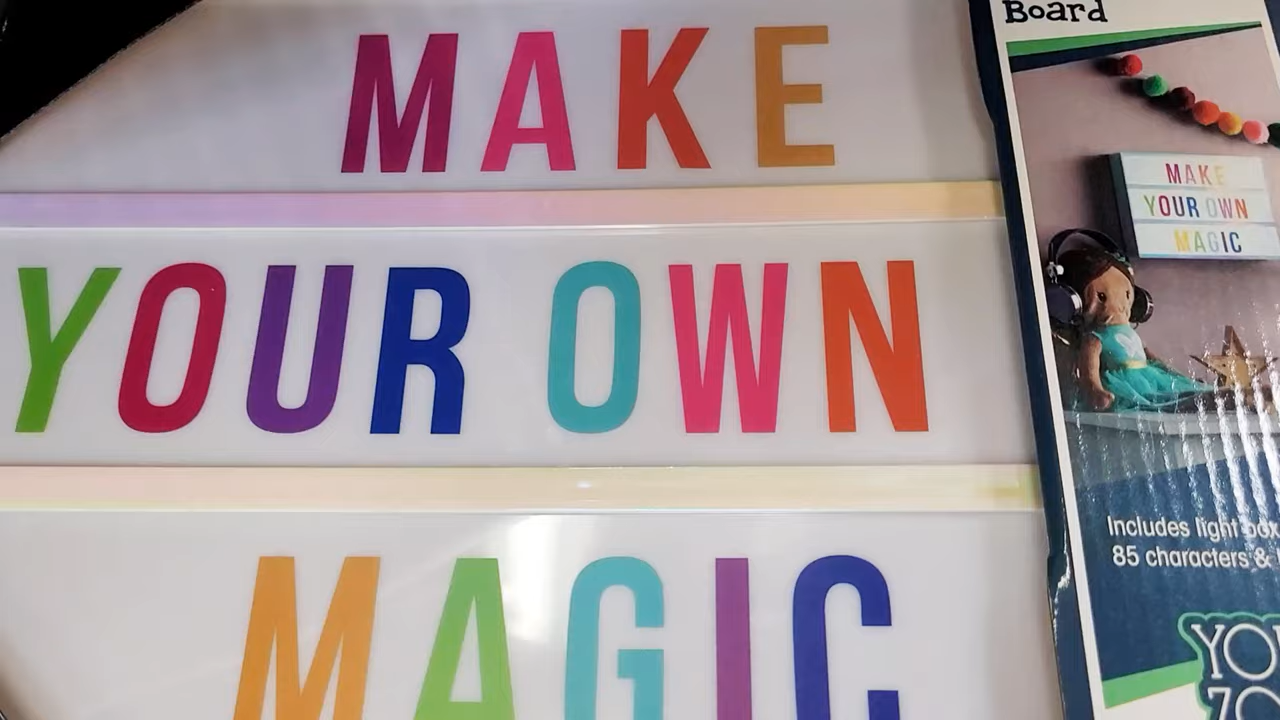 MAKE
YOUR OWN
MAGIC
Board
MAKE
YOUR OWN
MAGIC
Includes light box
85 characters &